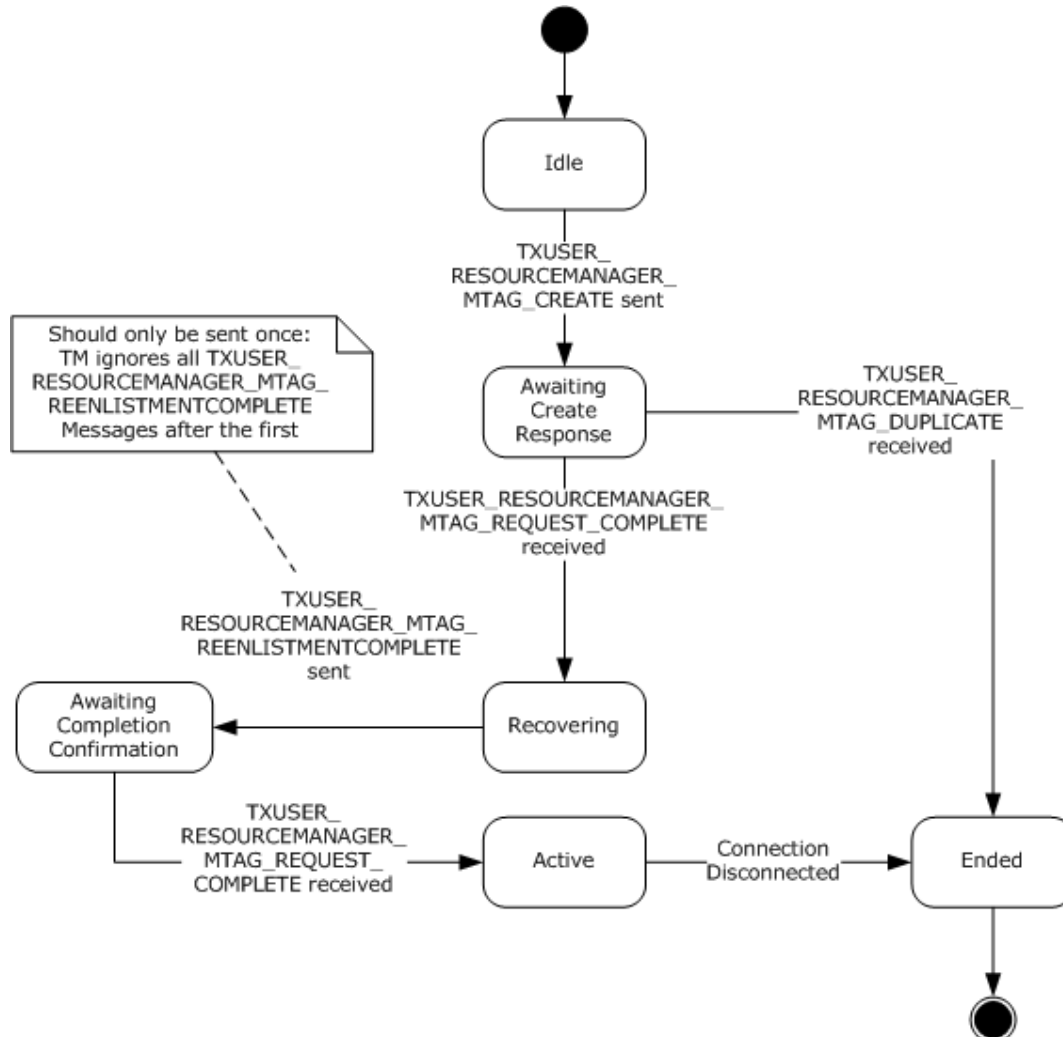 Idle
TXUSER_
RESOURCEMANAGER_
MTAG_CREATE sent
Should only be sent once:
TM ignores all TXUSER_
RESOURCEMANAGER_MTAG_
REENLISTMENTCOMPLETE
Messages after the first
Awaiting
Create
Response
TXUSER_
RESOURCEMANAGER_
MTAG_DUPLICATE
received
TXUSER_RESOURCEMANAGER_
MTAG_REQUEST_COMPLETE
received
TXUSER_
RESOURCEMANAGER_MTAG_
REENLISTMENTCOMPLETE
sent
Awaiting
Completion
Confirmation
Recovering
TXUSER_
RESOURCEMANAGER_
MTAG_REQUEST_
COMPLETE received
Active
Connection
Disconnected
Ended